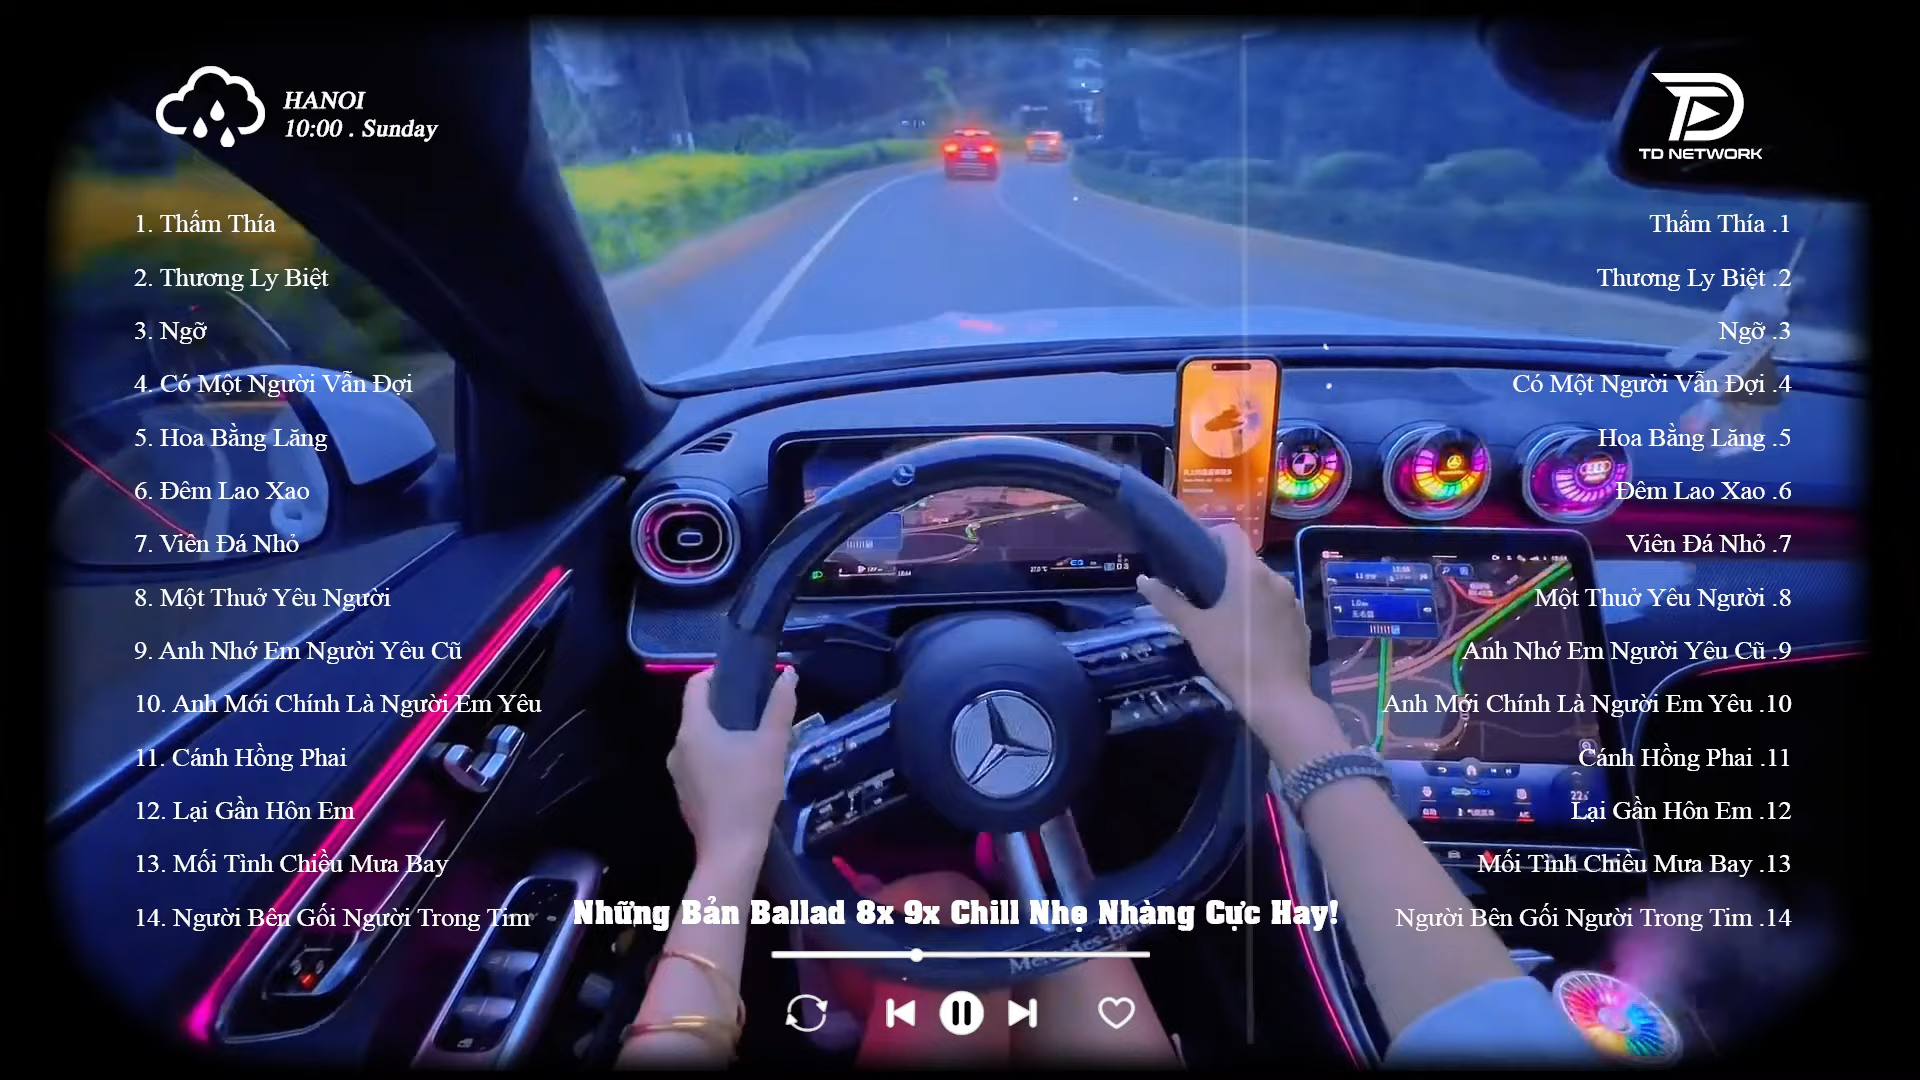 HANOI
10:00 . Sunday
TD NETWORK
1. Thấm Thía
2. Thương Ly Biệt
3. Ngỡ
4. Có Một Người Vẫn Đợi
5. Hoa Bằng Lăng
6. Đêm Lao Xao
7. Viên Đá Nhỏ
8. Một Thuở Yêu Người
9. Anh Nhớ Em Người Yêu Cũ
10. Anh Mới Chính Là Người Em Yêu
11. Cánh Hồng Phai
12. Lại Gần Hôn Em
13. Mối Tình Chiều Mưa Bay
14. Người Bên Gối Người Trong Tim
Thấm Thía .1
Thương Ly Biệt .2
Ngỡ .3
Có Một Người Vẫn Đợi .4
Hoa Bằng Lăng .5
Đêm Lao Xao .6
Viên Đá Nhỏ .7
Một Thuở Yêu Người .8
Anh Nhớ Em Người Yêu Cũ .9
Anh Mới Chính Là Người Em Yêu .10
Cánh Hồng Phai .11
Lại Gần Hôn Em .12
Mối Tình Chiều Mưa Bay .13
Người Bên Gối Người Trong Tim .14
Những Bản Ballad 8x 9x Chill Nhẹ Nhàng Cực Hay!